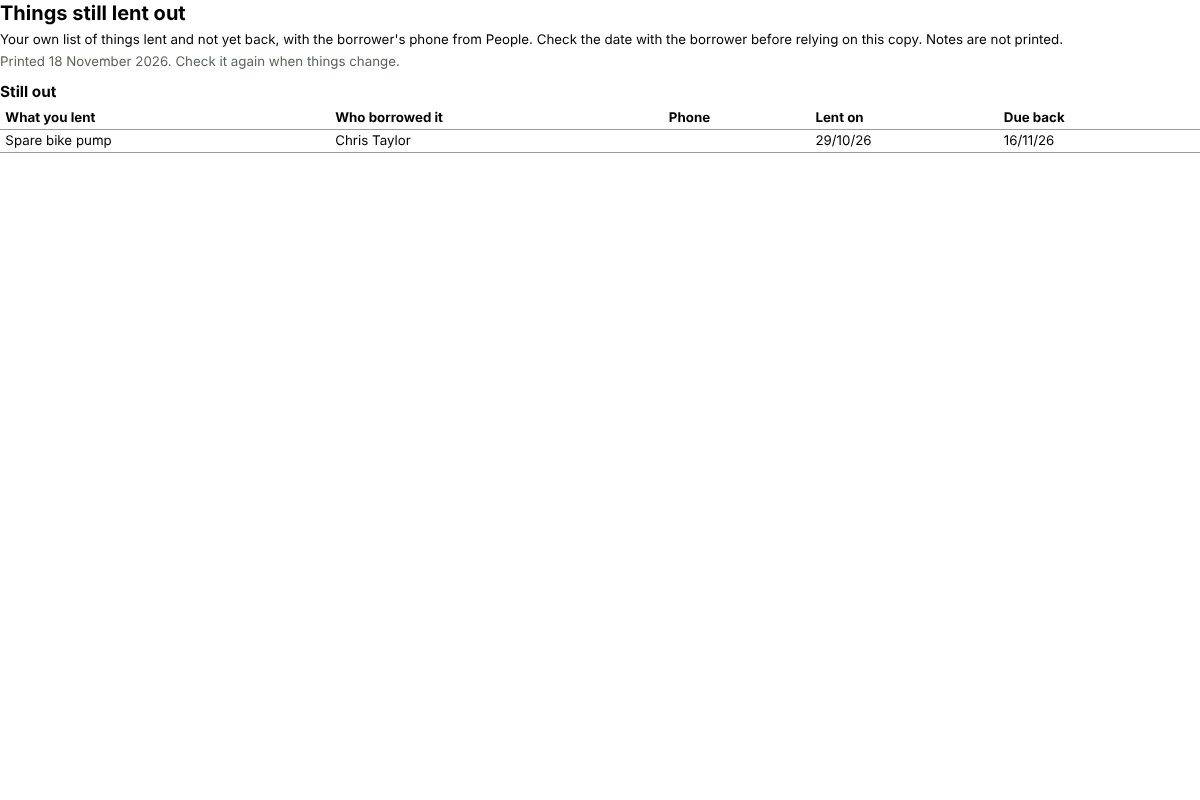 Things still lent out
Your own list of things lent and not yet back, with the borrower's phone from People. Check the date with the borrower before relying on this copy. Notes are not printed.
Printed 18 November 2026. Check it again when things change.
Still out
What you lent Who borrowed it Phone Lent on Due back
Spare bike pump Chris Taylor 29/10/26 16/11/26